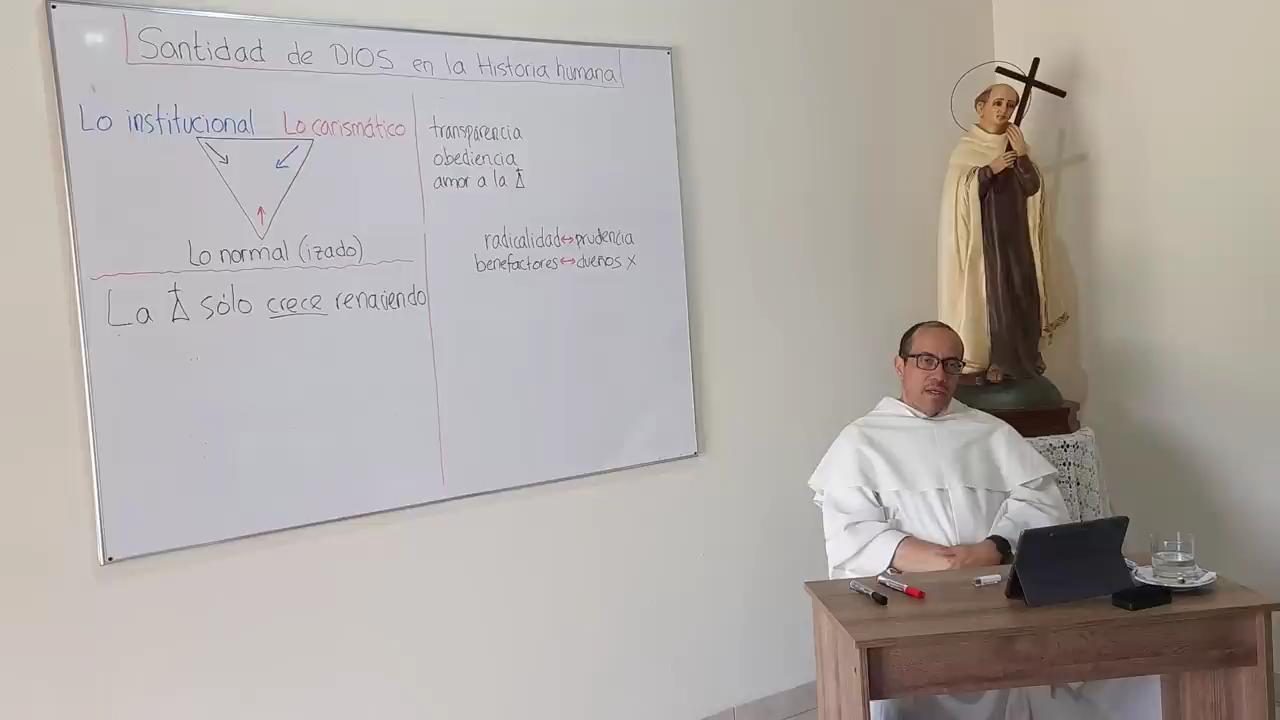 Santidad de DIOS en la Historia humana
Lo institucional
Lo carismático
Lo normal (izado)
La sólo crece renaciendo
transparencia
obediencia
amor a la
radicalidad↔prudencia
benefactores↔dueños x